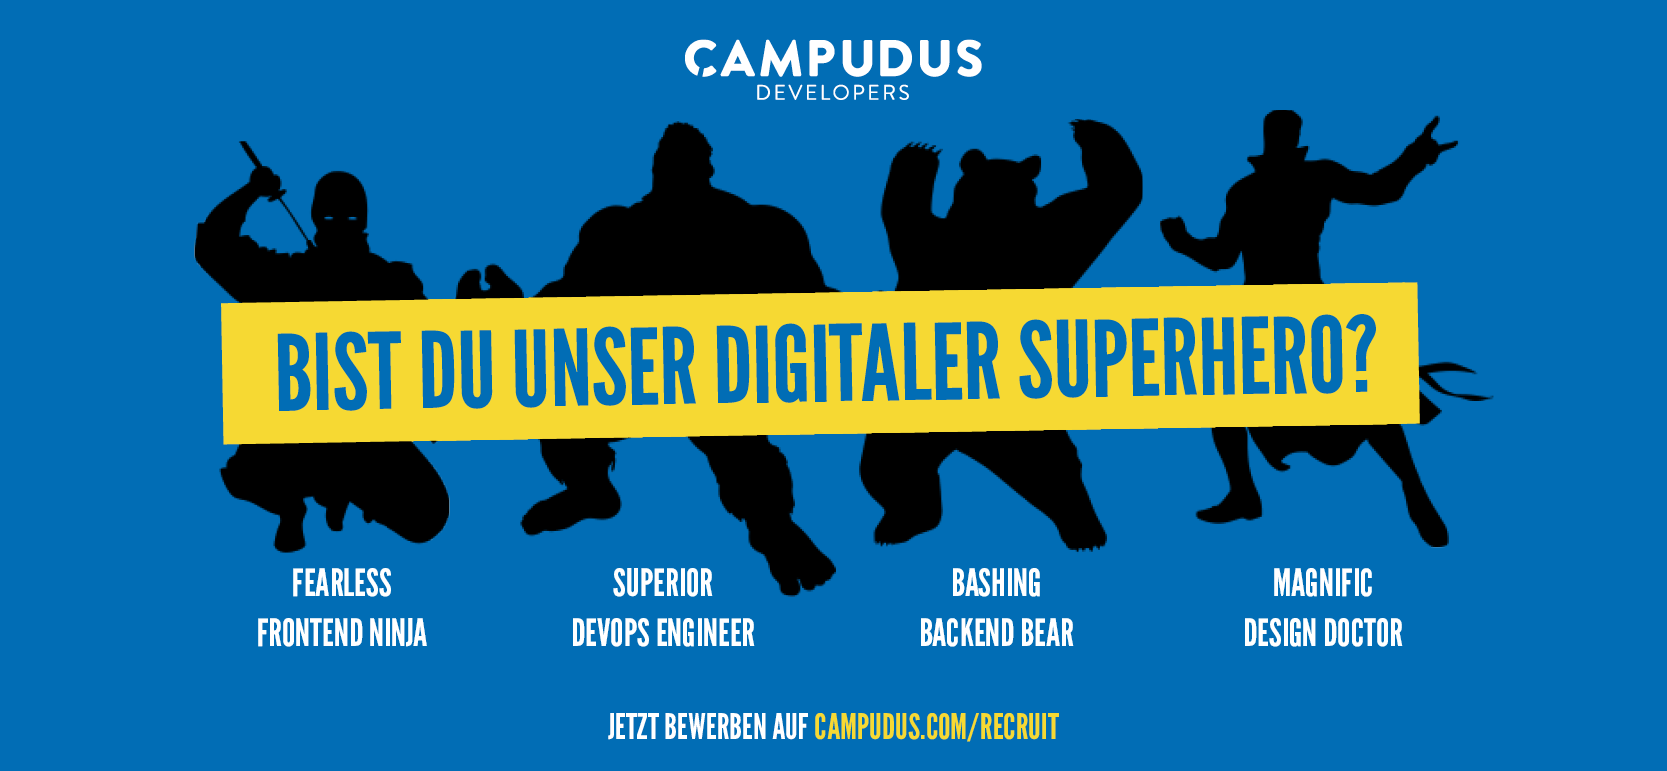 CAMPUDUS
DEVELOPERS
BIST DU UNSER DIGITALER SUPERHERO?
FEARLESS
FRONTEND NINJA
SUPERIOR
DEVOPS ENGINEER
BASHING
BACKEND BEAR
MAGNIFIC
DESIGN DOCTOR
JETZT BEWERBEN AUF CAMPUDUS.COM/RECRUIT